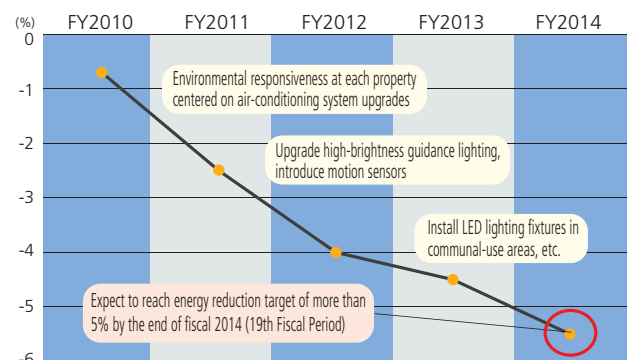 (%) FY2010 FY2011 FY2012 FY2013 FY2014
0
Environmental responsiveness at each property
centered on air-conditioning system upgrades
-1
-2
Upgrade high-brightness guidance lighting,
introduce motion sensors
-3
Install LED lighting fixtures in
communal-use areas, etc.
-4
Expect to reach energy reduction target of more than
5% by the end of fiscal 2014 (19th Fiscal Period)
-5
-6